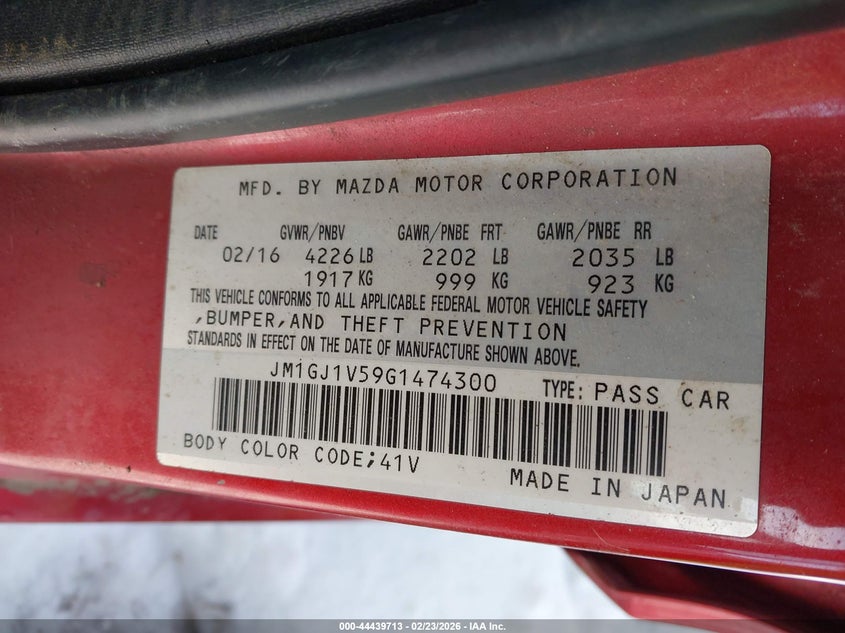 MFD. BY MAZDA MOTOR CORPORATION
DATE GVWR/PNBV GAWR/PNBE FRT GAWR/PNBE RR
02/16 4226 LB 2202 LB 2035 LB
1917 KG 999 KG 923 KG
THIS VEHICLE CONFORMS TO ALL APPLICABLE FEDERAL MOTOR VEHICLE SAFETY
,BUMPER,AND THEFT PREVENTION
STANDARDS IN EFFECT ON THE DATE OF MANUFACTURE SHOWN ABOVE.
JM1GJ1V59G1474300 TYPE: PASS CAR
BODY COLOR CODE;41V
MADE IN JAPAN
000-44439713 - 02/23/2026 - IAA Inc.